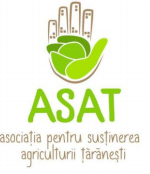 ASAT
asociația pentru susținerea
agriculturii țărănești